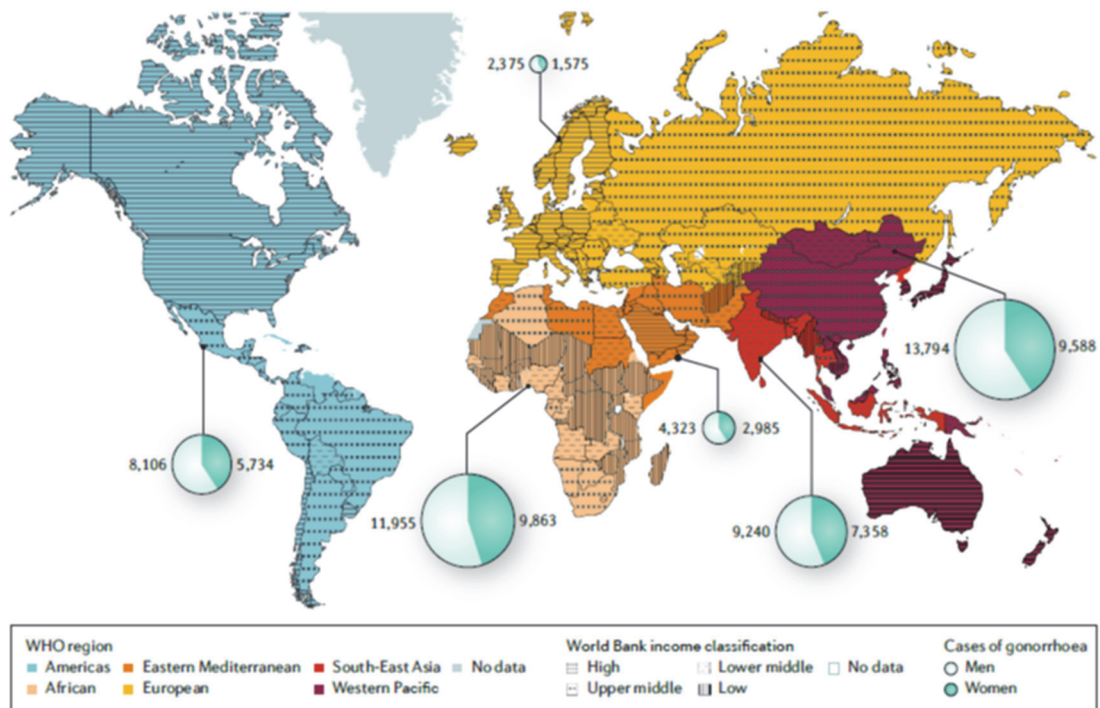 2,375 1,575
13,794 9,588
4,323 2,985
8,106 5,734
11,955 9,863
9,240 7,358
WHO region
Americas Eastern Mediterranean South-East Asia No data
African European Western Pacific
World Bank income classification
High Lower middle No data
Upper middle Low
Cases of gonorrhoea
Men
Women